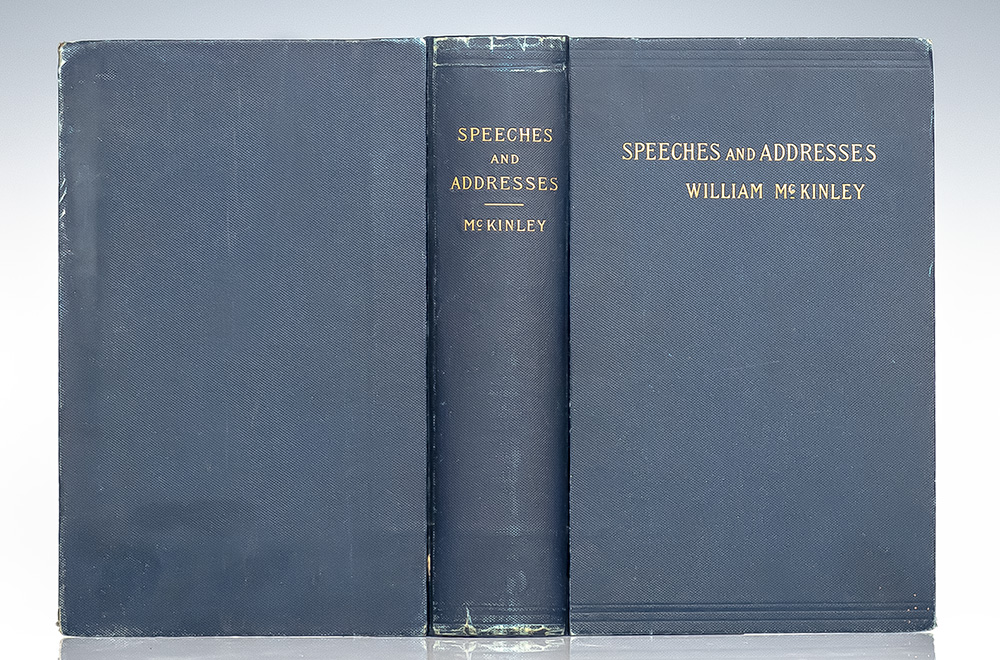 SPEECHES
AND
ADDRESSES
McKINLEY
SPEECHES AND ADDRESSES
WILLIAM McKINLEY